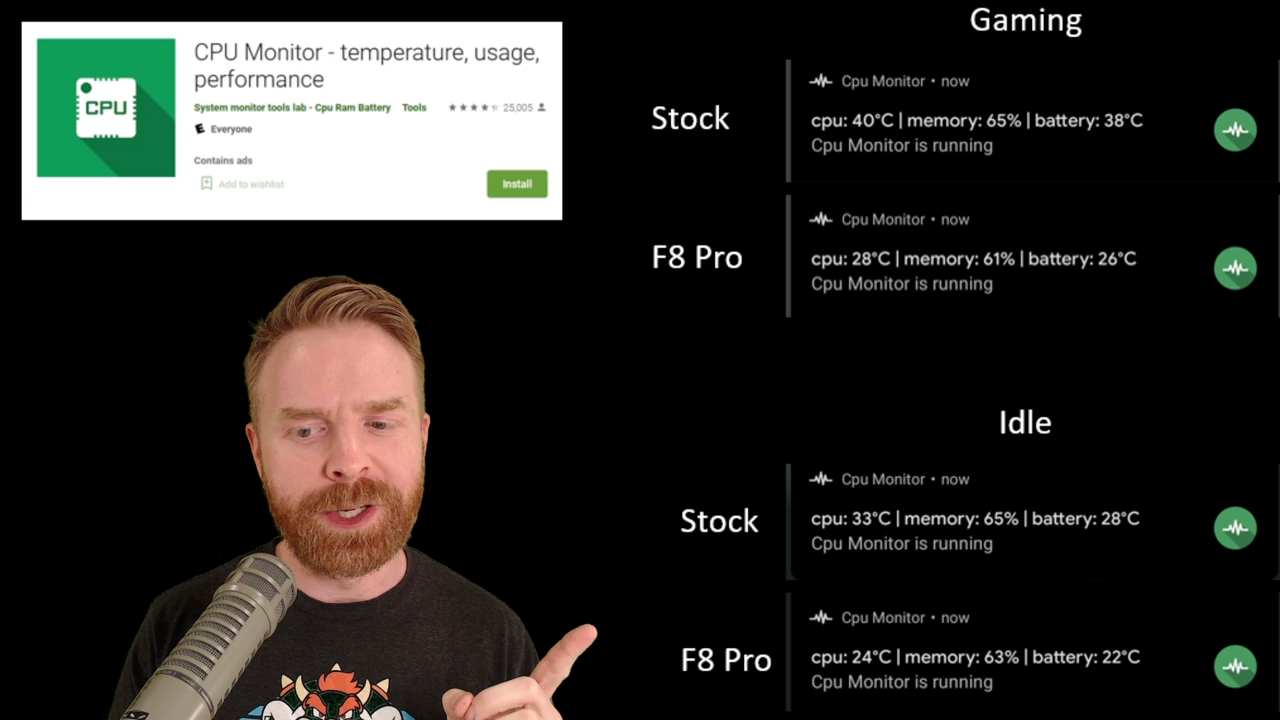 CPU
CPU Monitor - temperature, usage,
performance
System monitor tools lab - Cpu Ram Battery Tools 25,005
E Everyone
Contains ads
Add to wishlist
Install
Gaming
Stock
Cpu Monitor • now
cpu: 40°C | memory: 65% | battery: 38°C
Cpu Monitor is running
F8 Pro
Cpu Monitor • now
cpu: 28°C | memory: 61% | battery: 26°C
Cpu Monitor is running
Idle
Stock
Cpu Monitor • now
cpu: 33°C | memory: 65% | battery: 28°C
Cpu Monitor is running
F8 Pro
Cpu Monitor • now
cpu: 24°C | memory: 63% | battery: 22°C
Cpu Monitor is running